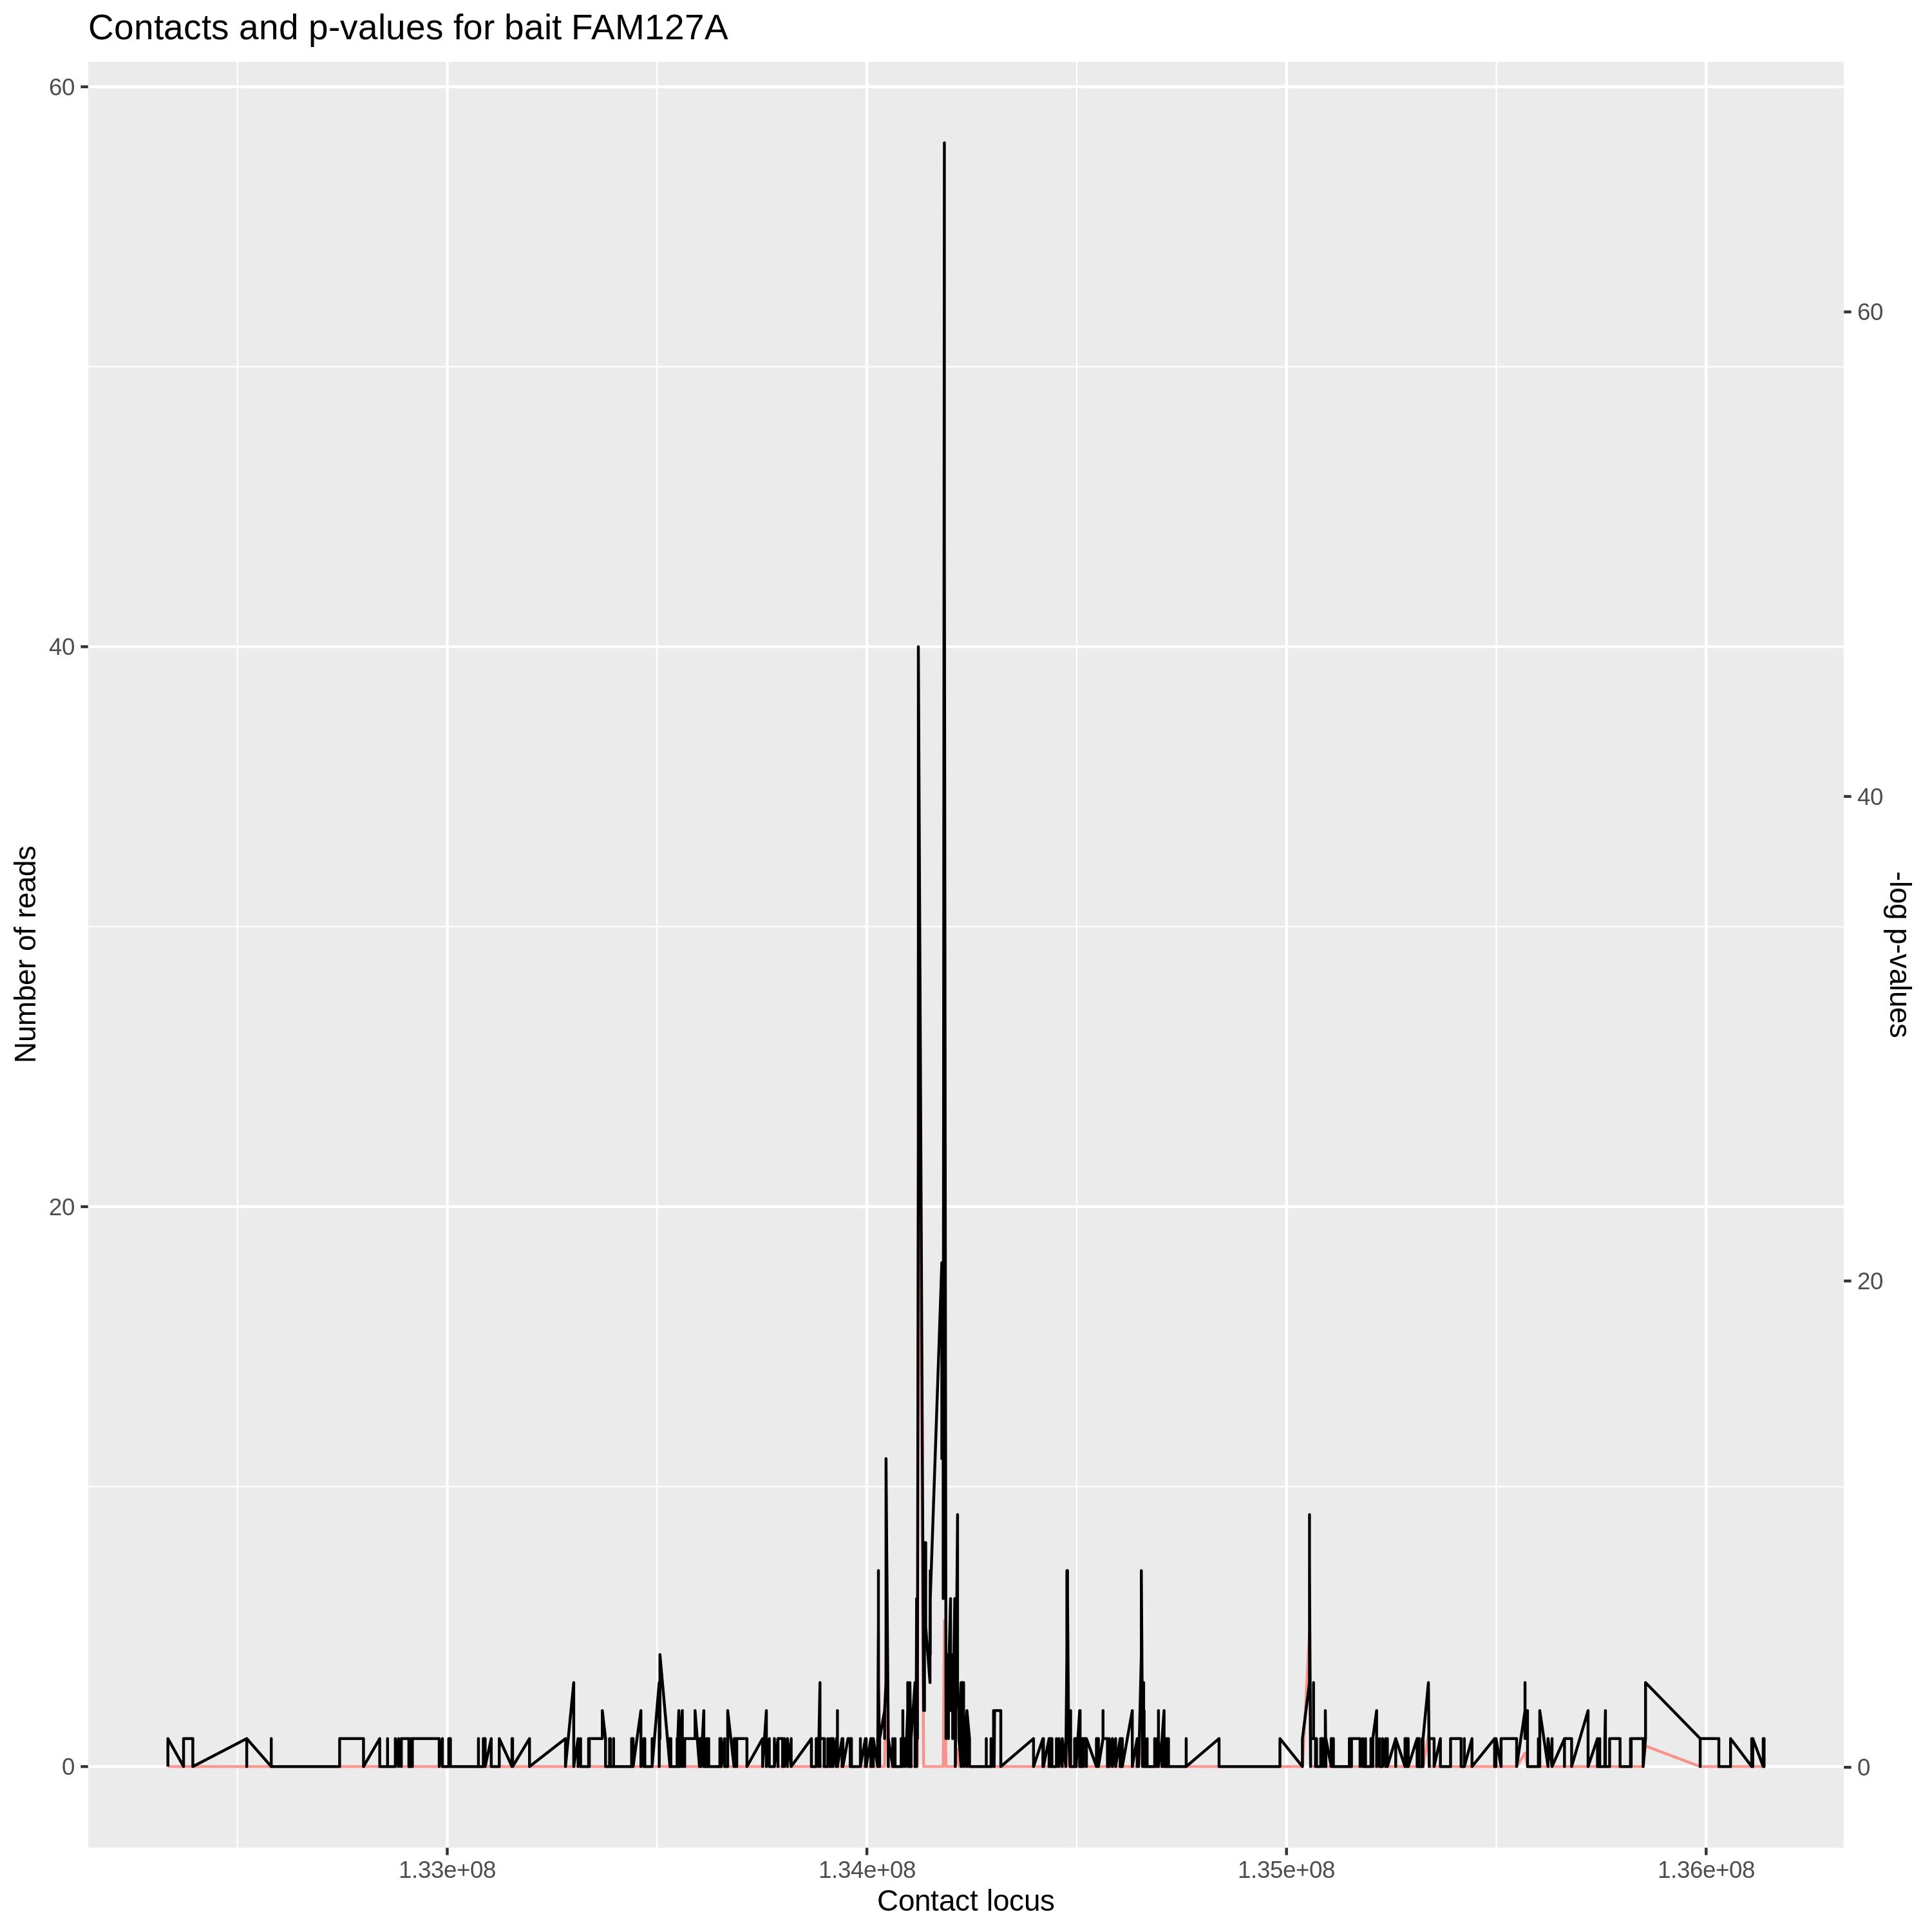 Contacts and p-values for bait FAM127A
60
40
20
0
Number of reads
60
40
20
0
-log p-values
1.33e+08 1.34e+08 1.35e+08 1.36e+08
Contact locus